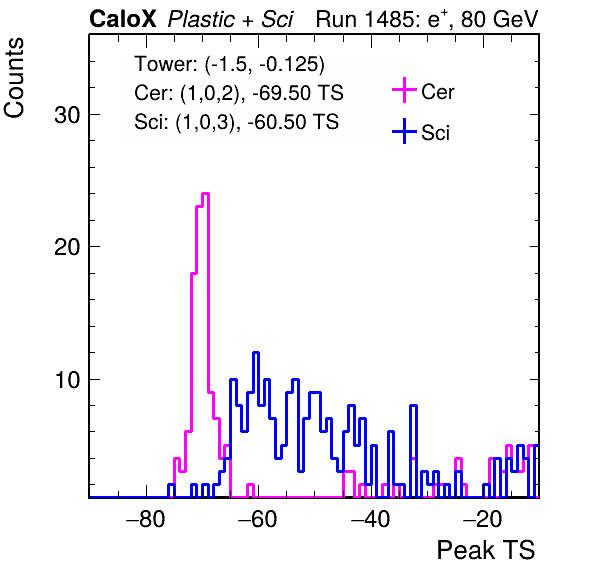 CaloX Plastic + Sci Run 1485: e+, 80 GeV
Counts
Tower: (-1.5, -0.125)
Cer: (1,0,2), -69.50 TS
Sci: (1,0,3), -60.50 TS
Cer
Sci
30
20
10
−80 −60 −40 −20
Peak TS